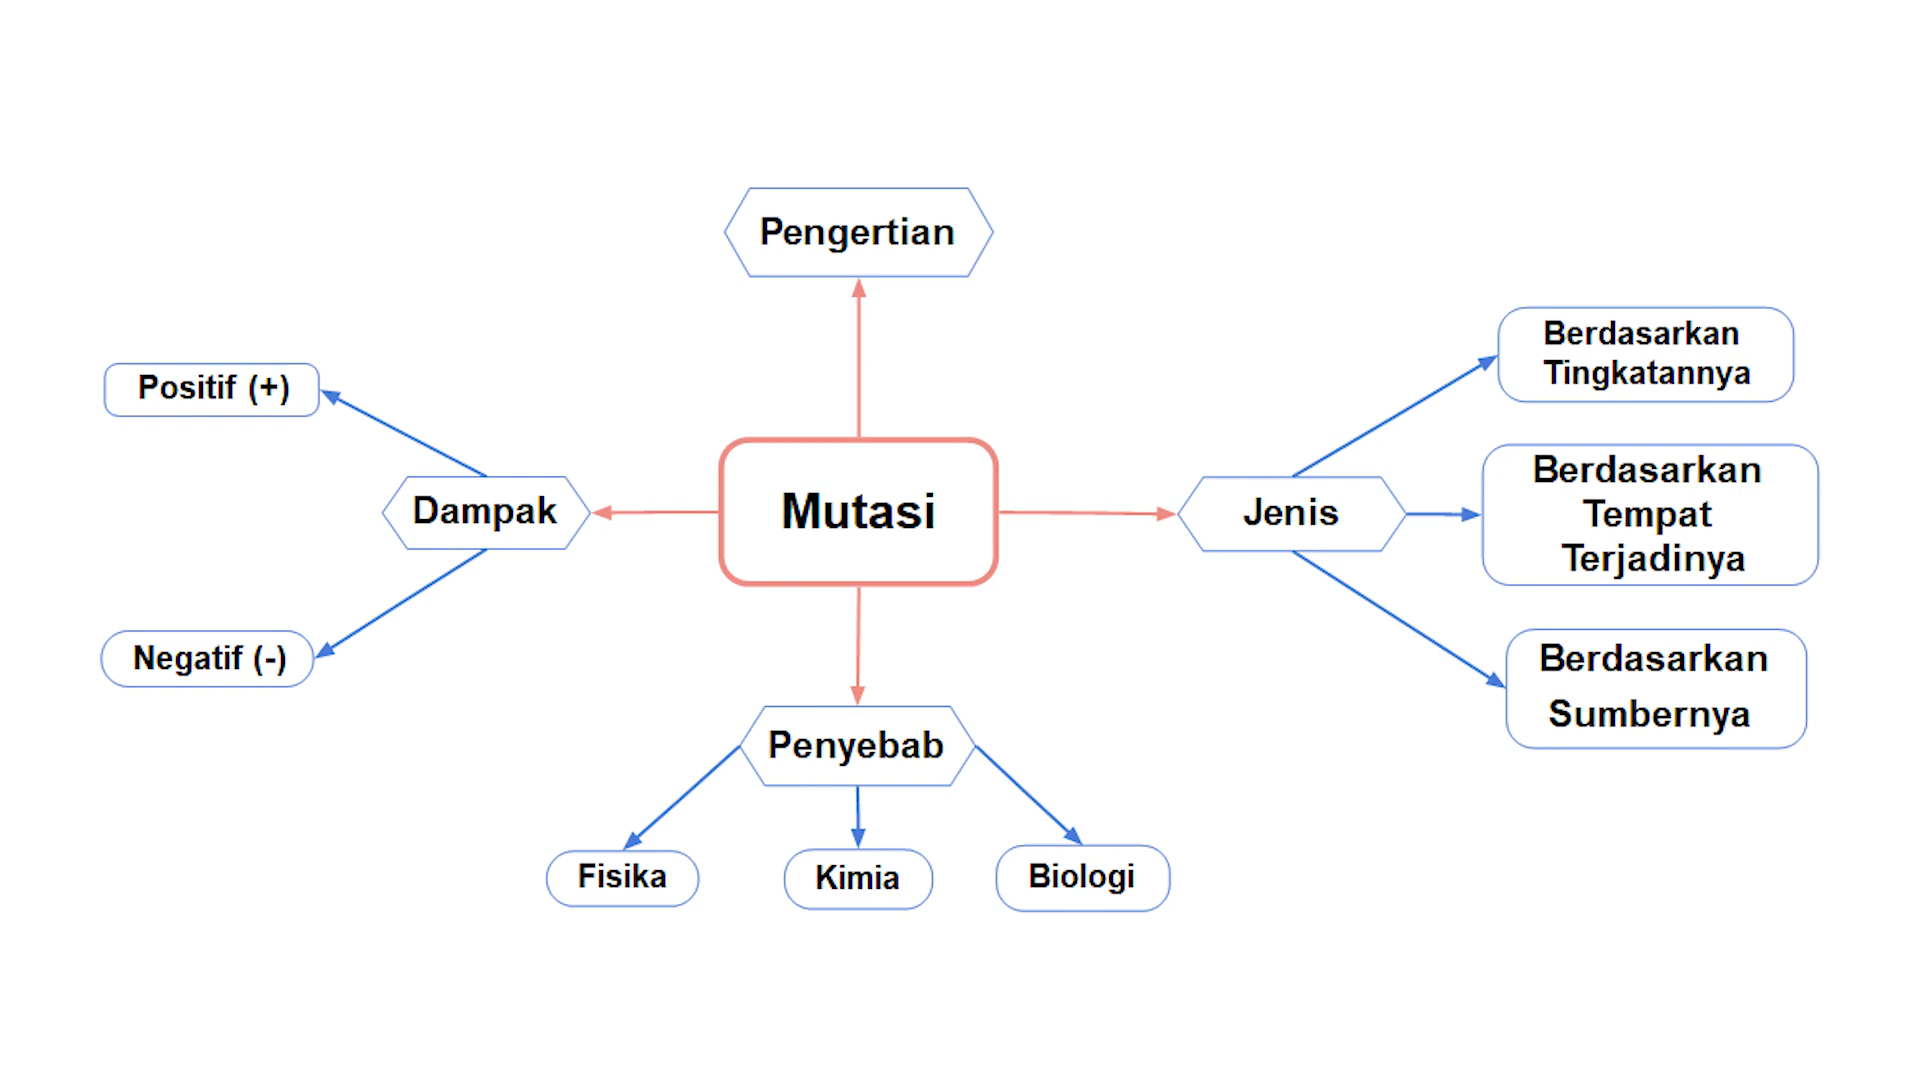 Pengertian
Berdasarkan
Tingkatannya
Positif (+)
Dampak
Mutasi
Jenis
Berdasarkan
Tempat
Terjadinya
Negatif (-)
Berdasarkan
Sumbernya
Penyebab
Fisika
Kimia
Biologi